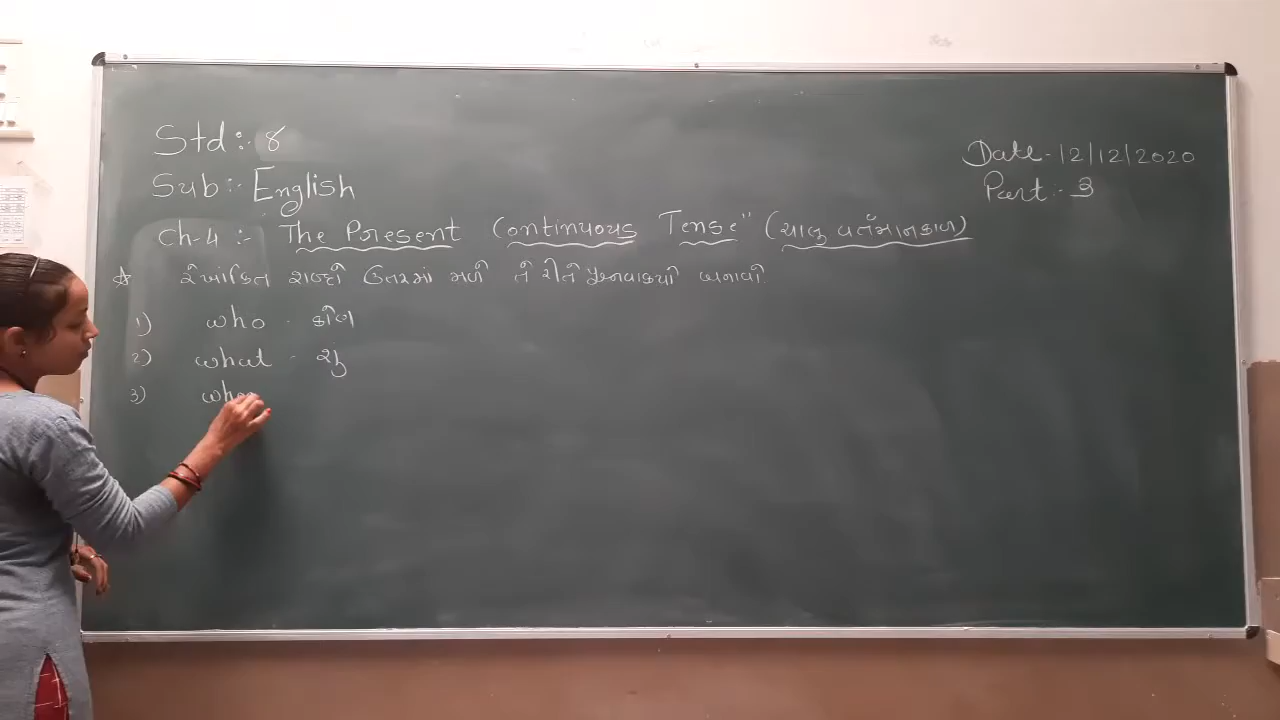 Std:- 8
Date - 12/12/2020
Sub:- English
Part:- 3
Ch-4 :- The Present Continuous Tense" (ચાલુ વર્તમાનકાળ)
☆ રેખાંકિત શબ્દો ઉત્તરમાં મળે તે રીતે પ્રશ્નવાકયો બનાવો
1) who - કોણ
2) what - શુ
3)